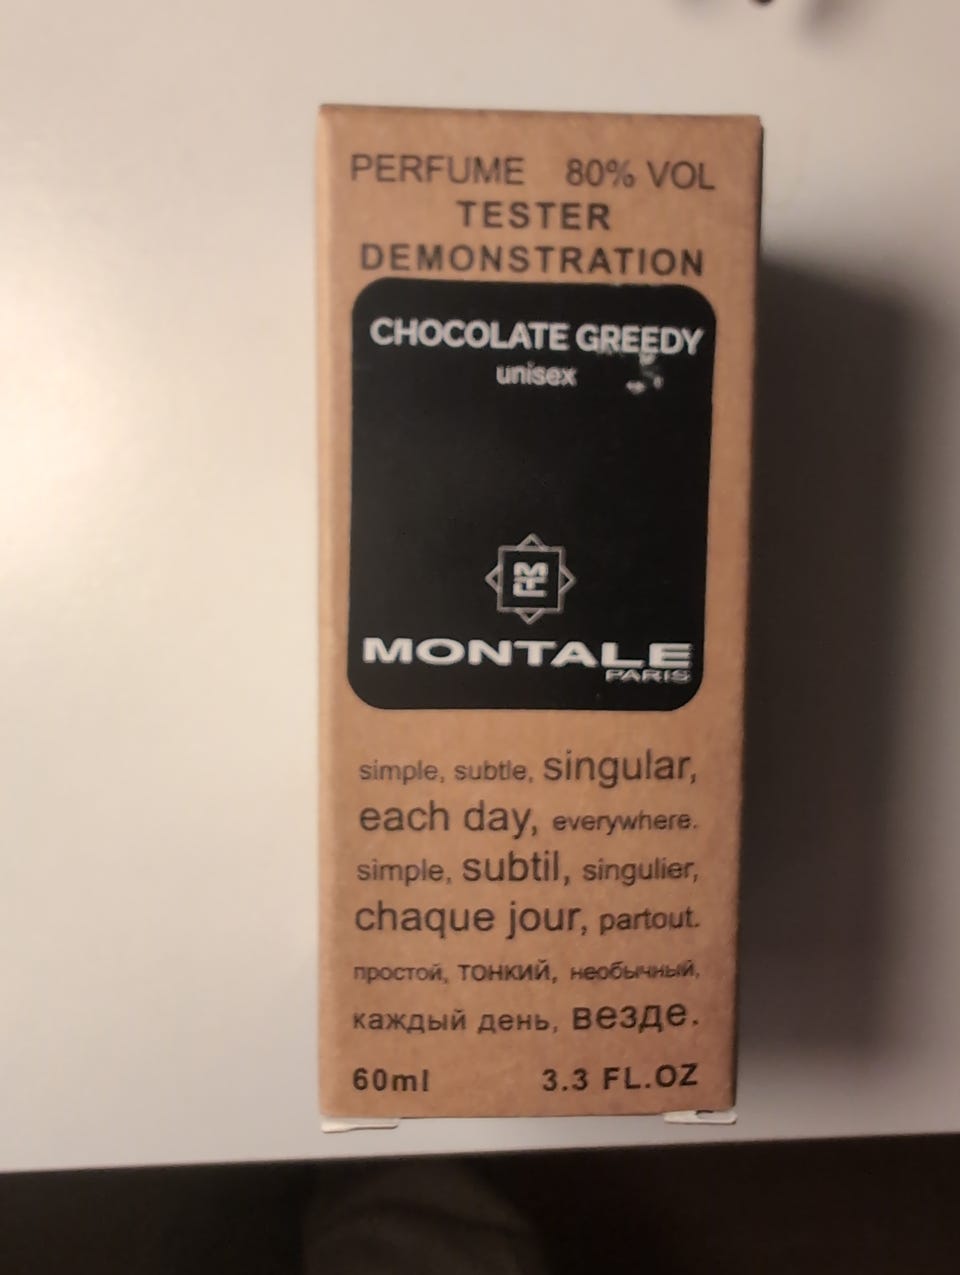 PERFUME 80% VOL
TESTER
DEMONSTRATION
CHOCOLATE GREEDY
unisex
MONTALE
PARIS
simple, subtle, singular,
each day, everywhere.
simple, subtil, singulier,
chaque jour, partout.
простой, тонкий, необычный,
каждый день, везде.
60ml 3.3 FL.OZ